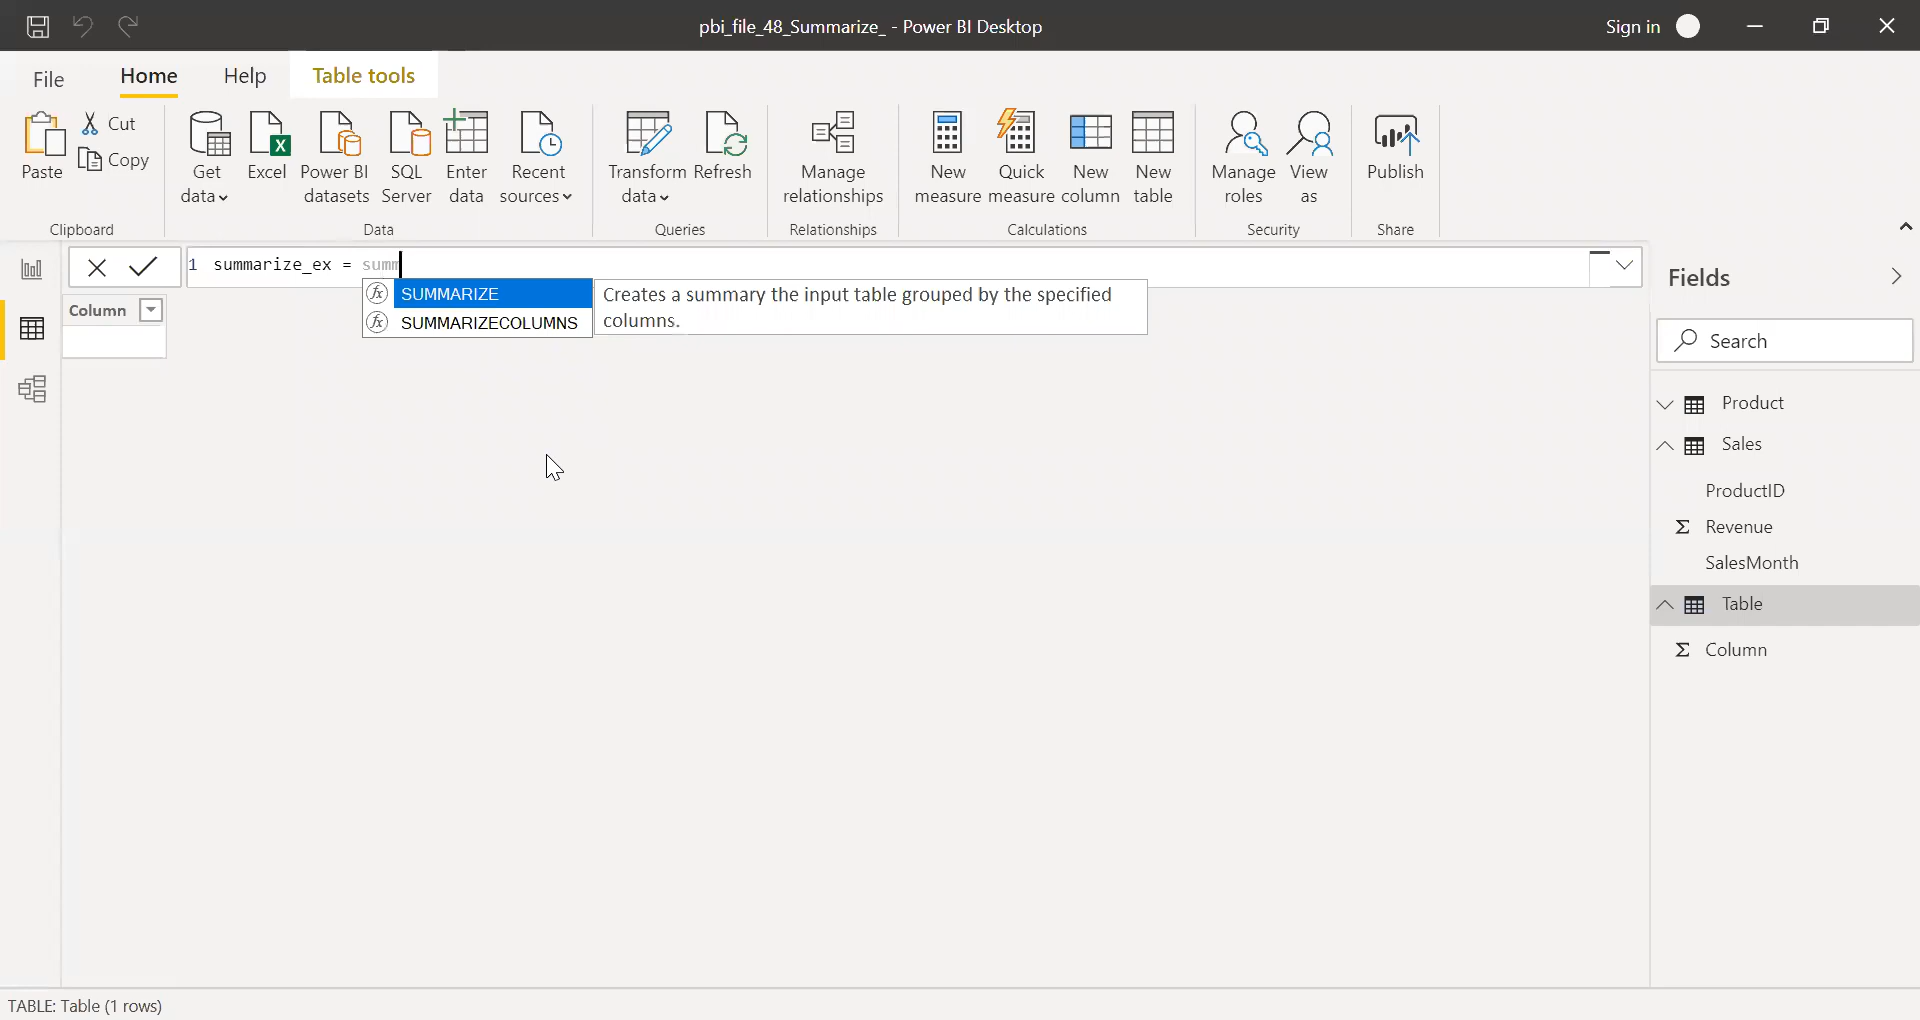 pbi_file_48_Summarize_ - Power BI Desktop
Sign in
File
Home
Help
Table tools
Paste
Cut
Copy
Clipboard
Get data
Excel
Power BI datasets
SQL Server
Enter data
Recent sources
Data
Transform data
Refresh
Queries
Manage relationships
Relationships
New measure
Quick measure
New column
New table
Calculations
Manage roles
View as
Security
Publish
Share
1 summarize_ex = summ
SUMMARIZE
SUMMARIZECOLUMNS
Creates a summary the input table grouped by the specified
columns.
Column
Fields
Search
Product
Sales
ProductID
Σ Revenue
SalesMonth
Table
Σ Column
TABLE: Table (1 rows)